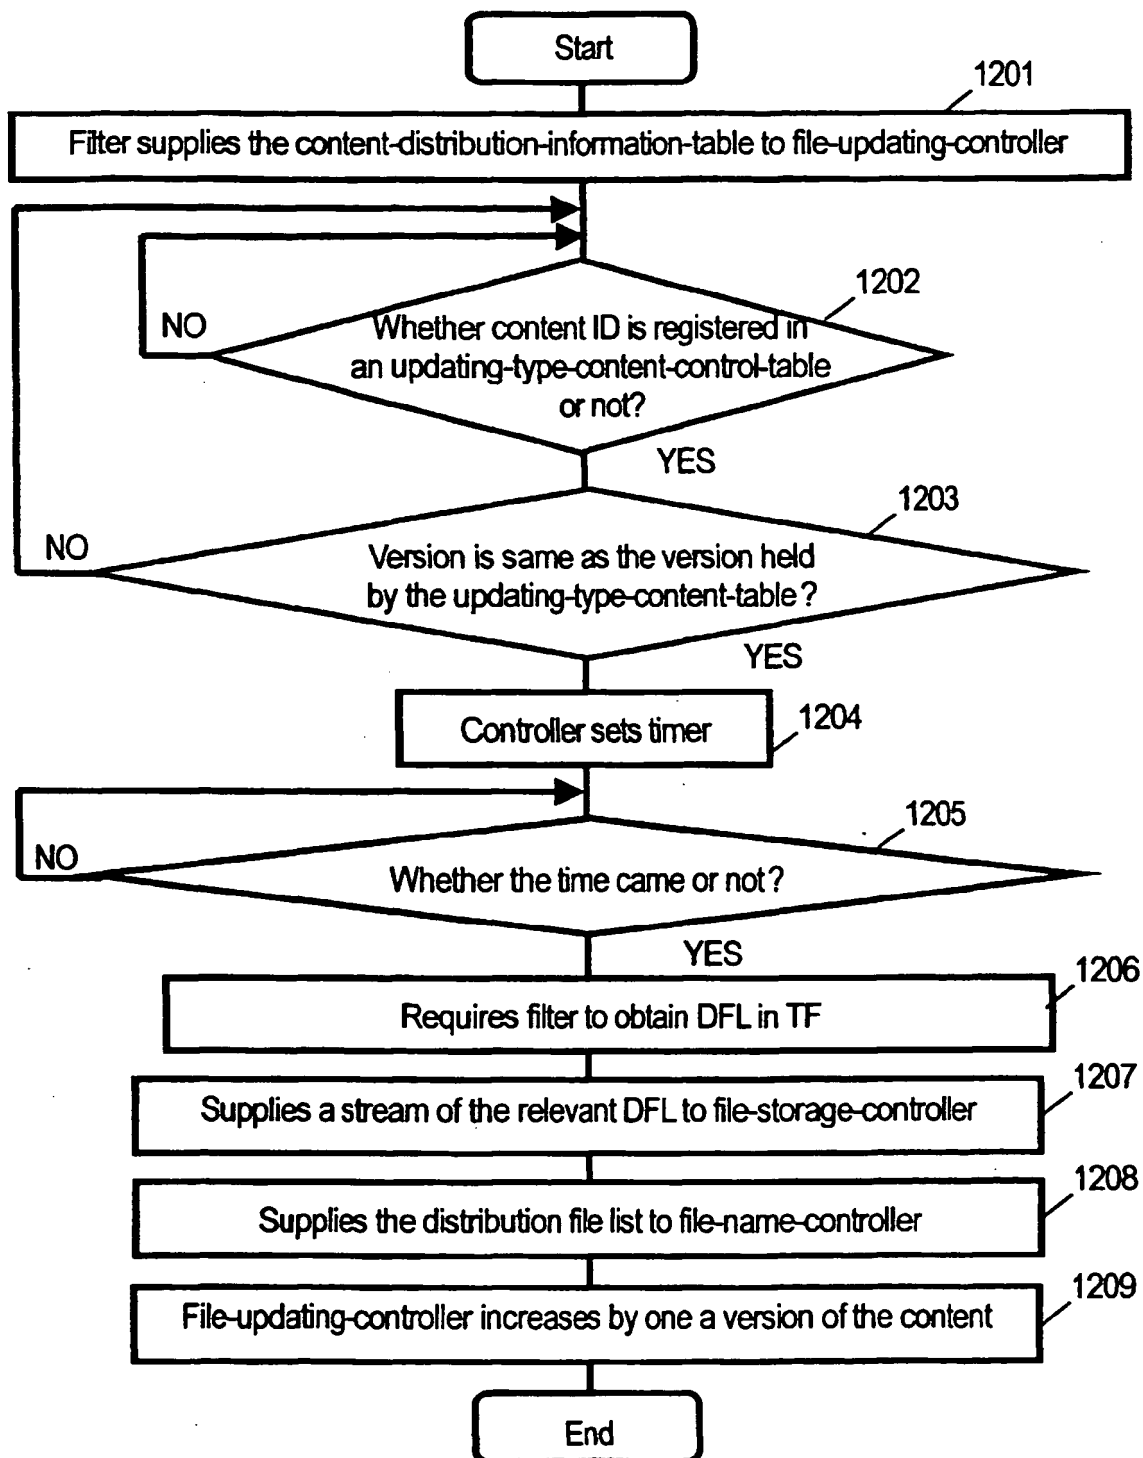 Start
1201
Filter supplies the content-distribution-information-table to file-updating-controller
1202
NO
Whether content ID is registered in
an updating-type-content-control-table
or not?
YES
1203
NO
Version is same as the version held
by the updating-type-content-table?
YES
Controller sets timer
1204
1205
NO
Whether the time came or not?
YES
1206
Requires filter to obtain DFL in TF
1207
Supplies a stream of the relevant DFL to file-storage-controller
1208
Supplies the distribution file list to file-name-controller
1209
File-updating-controller increases by one a version of the content
End